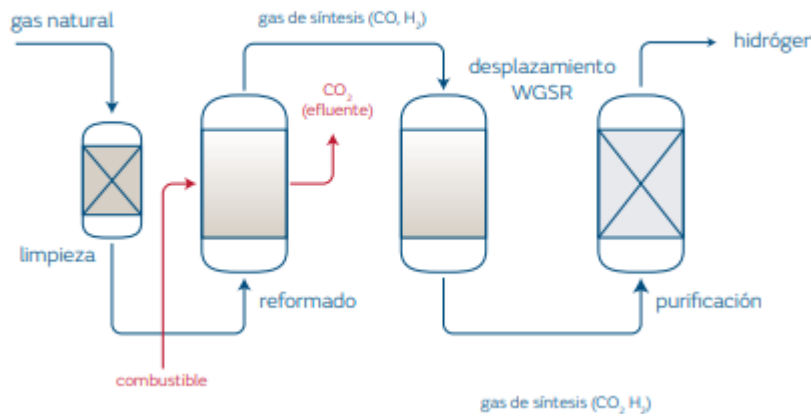 gas natural
gas de síntesis (CO, H₂)
hidrógen
desplazamiento
WGSR
CO₂
(efluente)
limpieza
reformado
purificación
combustible
gas de síntesis (CO₂ H₂)